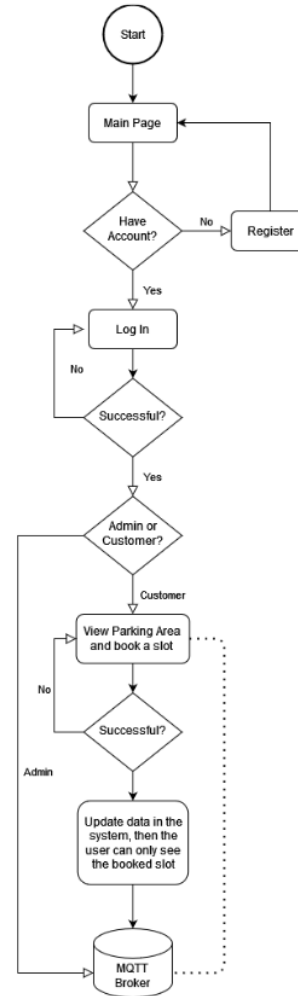 Start
Main Page
Have
Account?
No
Register
Yes
Log In
No
Successful?
Yes
Admin or
Customer?
Customer
View Parking Area
and book a slot
No
Successful?
Admin
Update data in the
system, then the
user can only see
the booked slot
MQTT
Broker